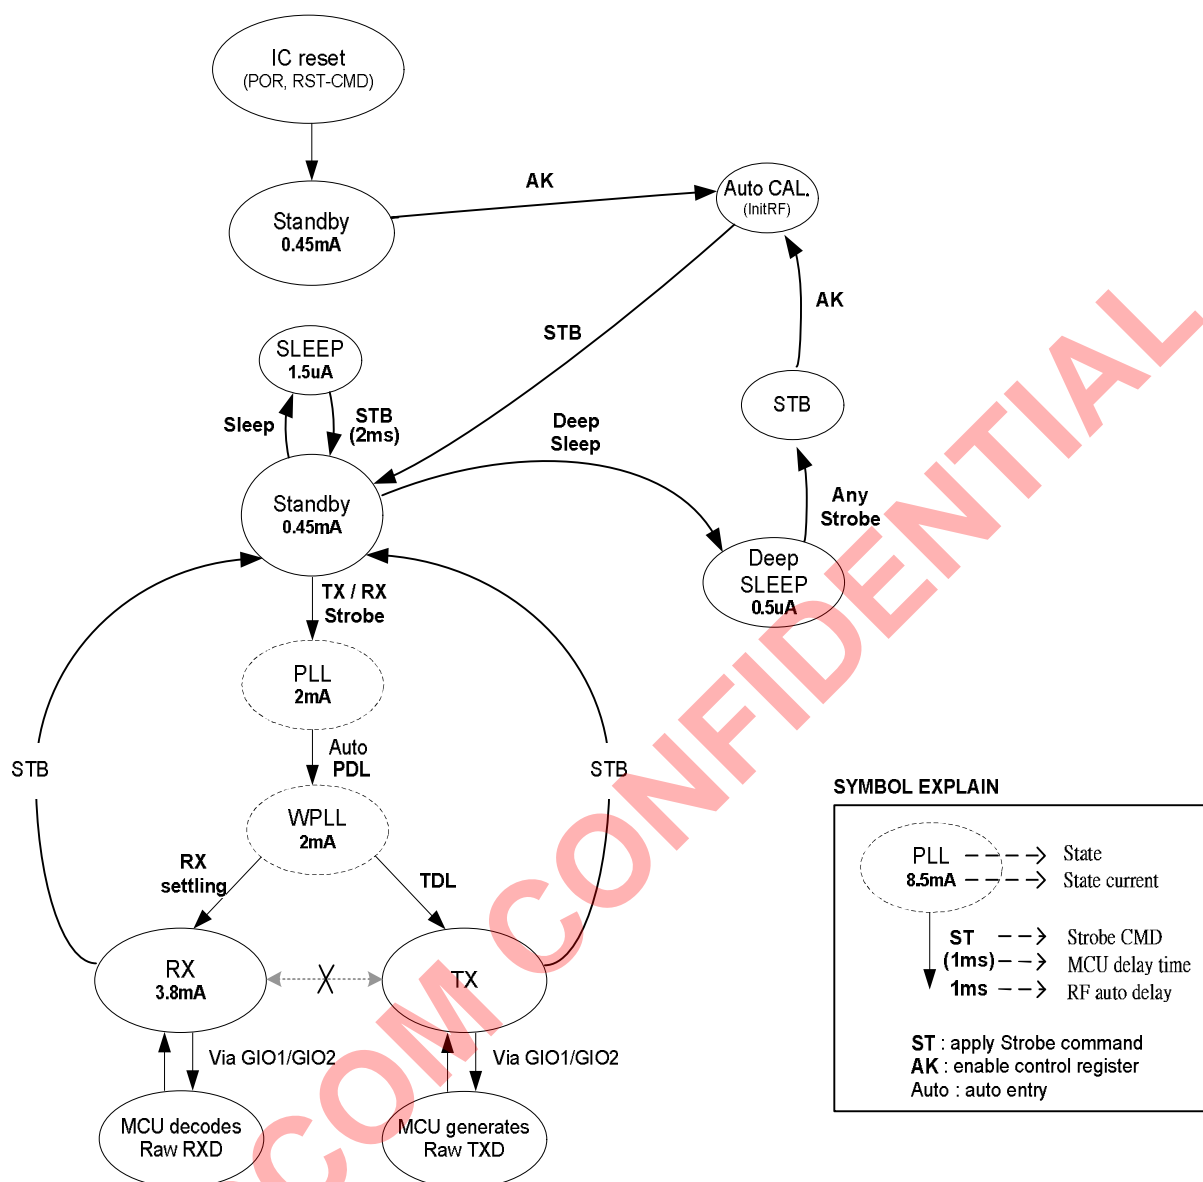 IC reset
(POR, RST-CMD)
Standby
0.45mA
AK
Auto CAL.
(InitRF)
AK
STB
SLEEP
1.5uA
Sleep
STB
(2ms)
Deep
Sleep
STB
Standby
0.45mA
Any
Strobe
Deep
SLEEP
0.5uA
TX / RX
Strobe
PLL
2mA
Auto
PDL
STB
STB
WPLL
2mA
RX
settling
TDL
RX
3.8mA
X
TX
Via GIO1/GIO2
Via GIO1/GIO2
MCU decodes
Raw RXD
MCU generates
Raw TXD
SYMBOL EXPLAIN
PLL
8.5mA
State
State current
ST
Strobe CMD
(1ms)
MCU delay time
1ms
RF auto delay
ST : apply Strobe command
AK : enable control register
Auto : auto entry
COM CONFIDENTIAL